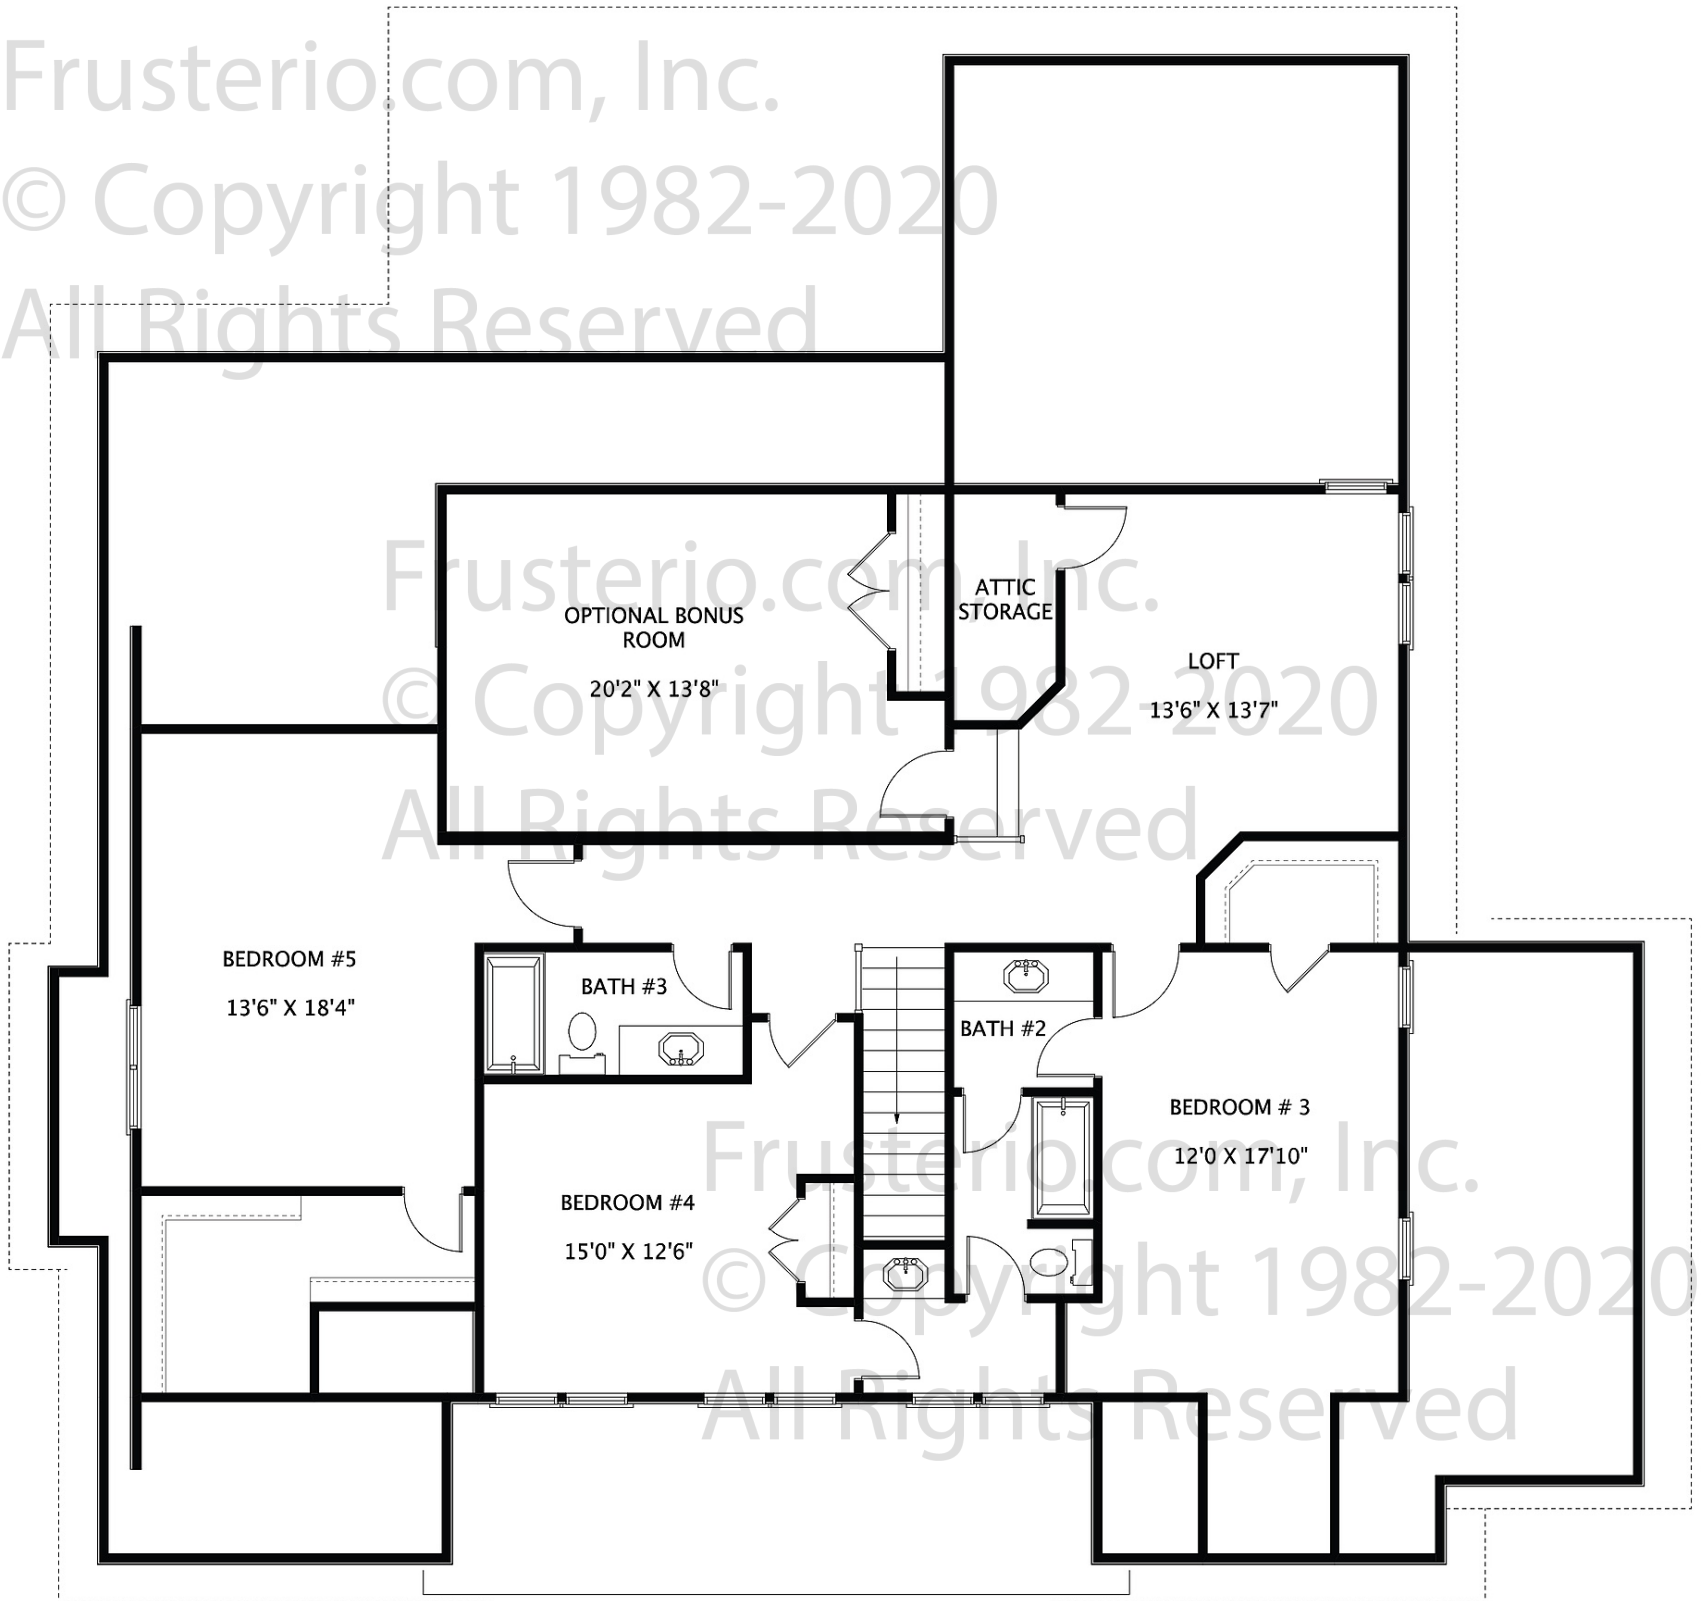 Frusterio.com, Inc.
© Copyright 1982-2020
All Rights Reserved
Frusterio.com, Inc.
© Copyright 1982-2020
All Rights Reserved
OPTIONAL BONUS
ROOM
20'2" X 13'8"
ATTIC
STORAGE
LOFT
13'6" X 13'7"
BEDROOM #5
13'6" X 18'4"
BATH #3
BATH #2
BEDROOM # 3
12'0 X 17'10"
BEDROOM #4
15'0" X 12'6"
Frusterio.com, Inc.
© Copyright 1982-2020
All Rights Reserved